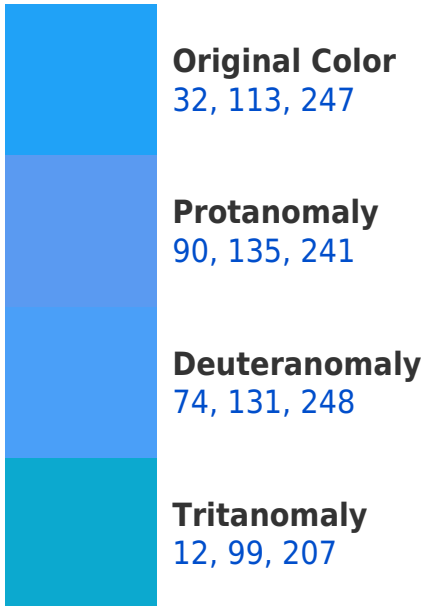 Original Color
32, 113, 247
Protanomaly
90, 135, 241
Deuteranomaly
74, 131, 248
Tritanomaly
12, 99, 207